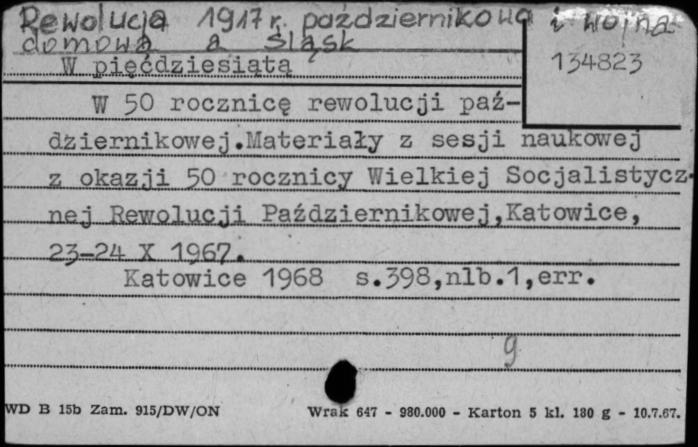 Rewolucja 1917 r. październikowa i wojna
domowa a Śląsk
W pięćdziesiątą
134823
W 50 rocznicę rewolucji paź-
dziernikowej.Materiały z sesji naukowej
z okazji 50 rocznicy Wielkiej Socjalistycz-
nej Rewolucji Październikowej,Katowice,
23-24 X 1967.
Katowice 1968 s.398,nlb.1,err.
g
WD B 15b Zam. 915/DW/ON Wrak 647 - 980.000 - Karton 5 kl. 180 g - 10.7.67.